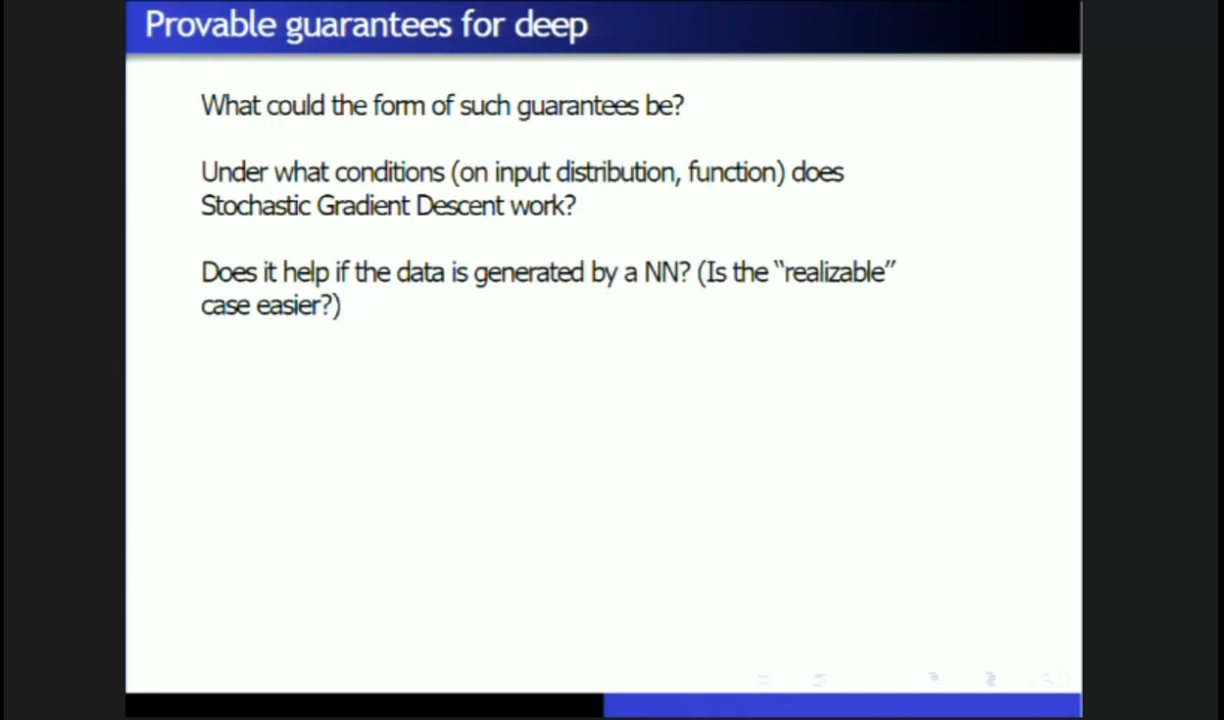 Provable guarantees for deep
What could the form of such guarantees be?
Under what conditions (on input distribution, function) does
Stochastic Gradient Descent work?
Does it help if the data is generated by a NN? (Is the “realizable”
case easier?)